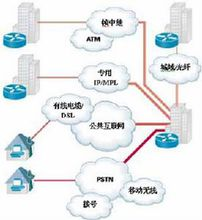 帧中继
ATM
城域/光纤
专用
IP/MPL
有线电缆/
DSL
公共互联网
PSTN
移动无线
拨号